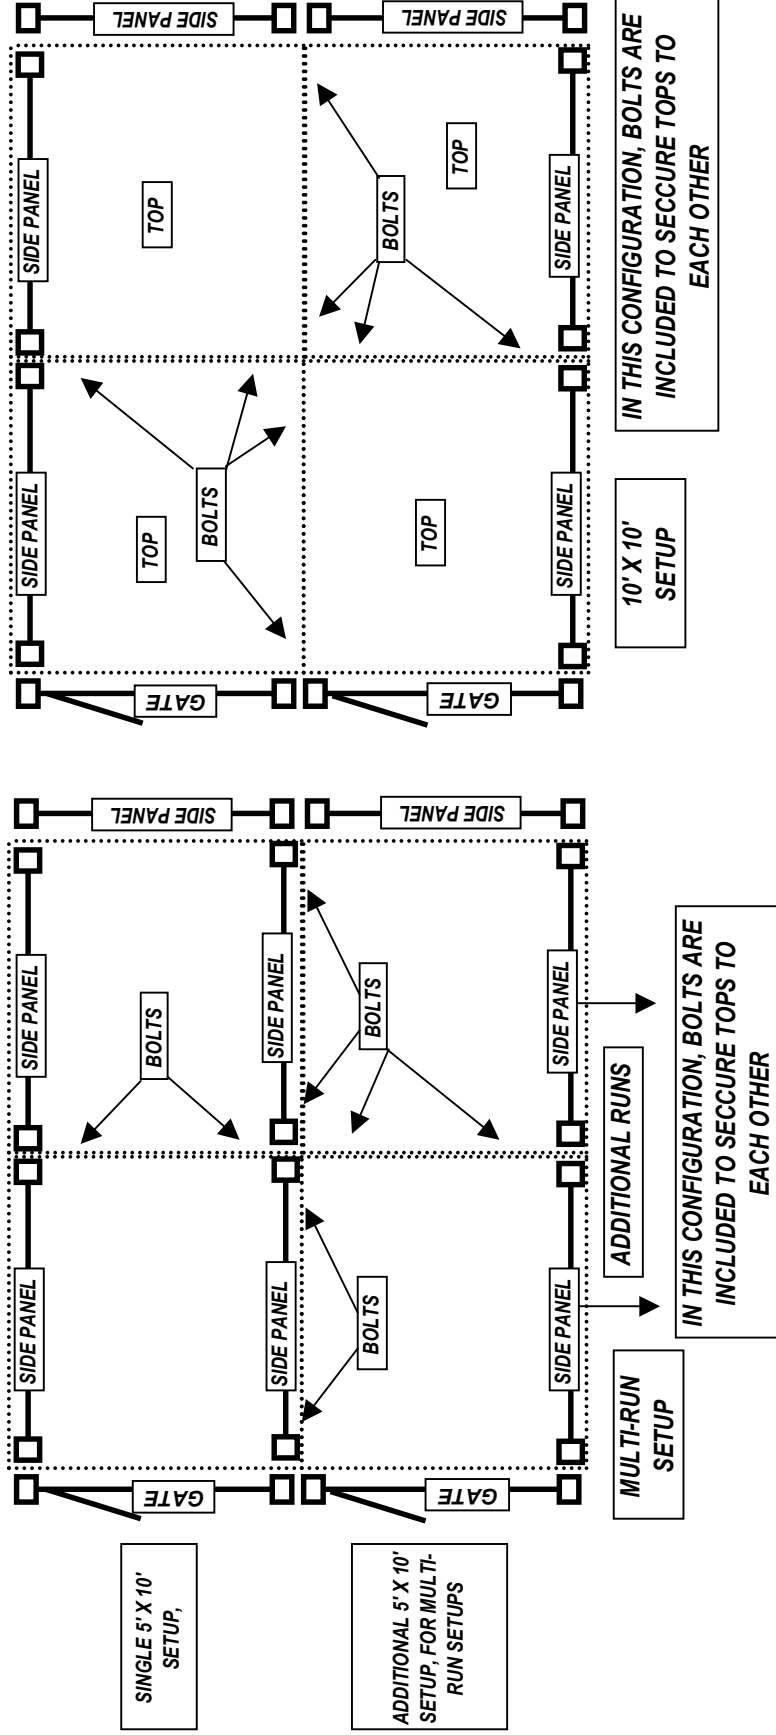 SIDE PANEL
SIDE PANEL
SINGLE 5' X 10'
SETUP,
GATE
BOLTS
SIDE PANEL
SIDE PANEL
SIDE PANEL
ADDITIONAL 5' X 10'
SETUP, FOR MULTI-
RUN SETUPS
GATE
BOLTS
BOLTS
SIDE PANEL
SIDE PANEL
SIDE PANEL
MULTI-RUN
SETUP
ADDITIONAL RUNS
IN THIS CONFIGURATION, BOLTS ARE
INCLUDED TO SECCURE TOPS TO
EACH OTHER
SIDE PANEL
SIDE PANEL
GATE
TOP
TOP
BOLTS
SIDE PANEL
GATE
TOP
BOLTS
TOP
SIDE PANEL
SIDE PANEL
SIDE PANEL
10' X 10'
SETUP
IN THIS CONFIGURATION, BOLTS ARE
INCLUDED TO SECCURE TOPS TO
EACH OTHER